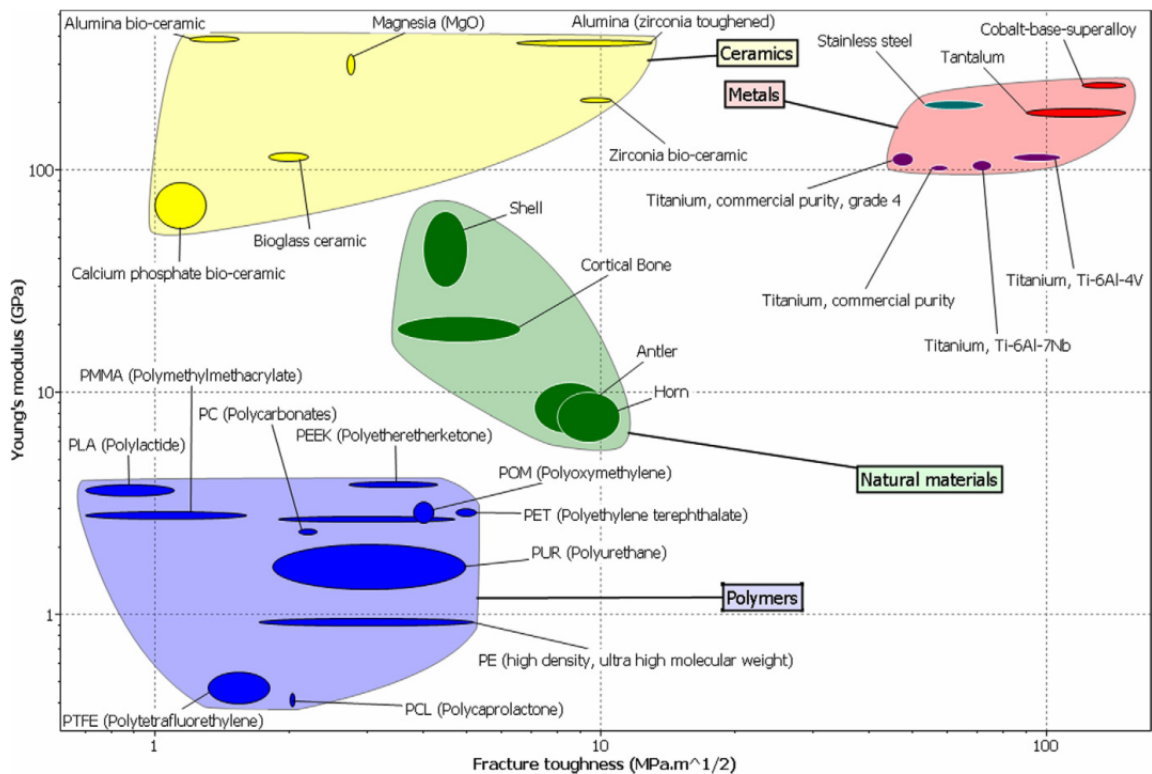 Alumina bio-ceramic
Magnesia (MgO)
Alumina (zirconia toughened)
Cobalt-base-superalloy
Stainless steel
Ceramics
Tantalum
Metals
Zirconia bio-ceramic
Titanium, commercial purity, grade 4
Shell
Bioglass ceramic
Cortical Bone
Calcium phosphate bio-ceramic
Titanium, Ti-6Al-4V
Titanium, commercial purity
Titanium, Ti-6Al-7Nb
Antler
PMMA (Polymethylmethacrylate)
Horn
PC (Polycarbonates)
PLA (Polylactide)
PEEK (Polyetheretherketone)
POM (Polyoxymethylene)
Natural materials
PET (Polyethylene terephthalate)
PUR (Polyurethane)
Polymers
PE (high density, ultra high molecular weight)
PCL (Polycaprolactone)
PTFE (Polytetrafluorethylene)
Young's modulus (GPa)
100
10
1
1
10
100
Fracture toughness (MPa.m^1/2)